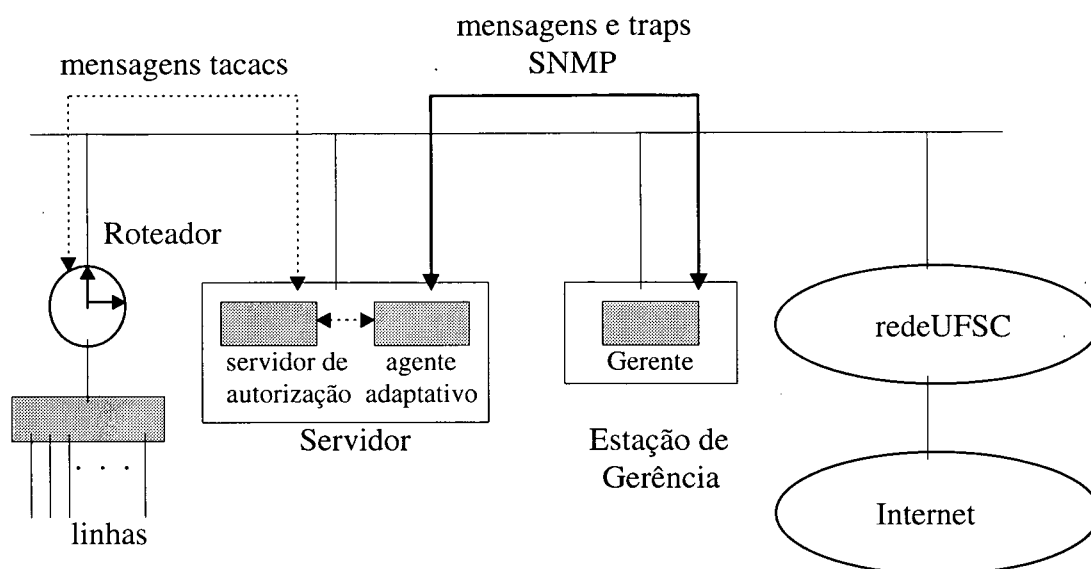 mensagens e traps
SNMP
mensagens tacacs
Roteador
servidor de
autorização
agente
adaptativo
Servidor
Gerente
Estação de
Gerência
redeUFSC
Internet
. . .
linhas